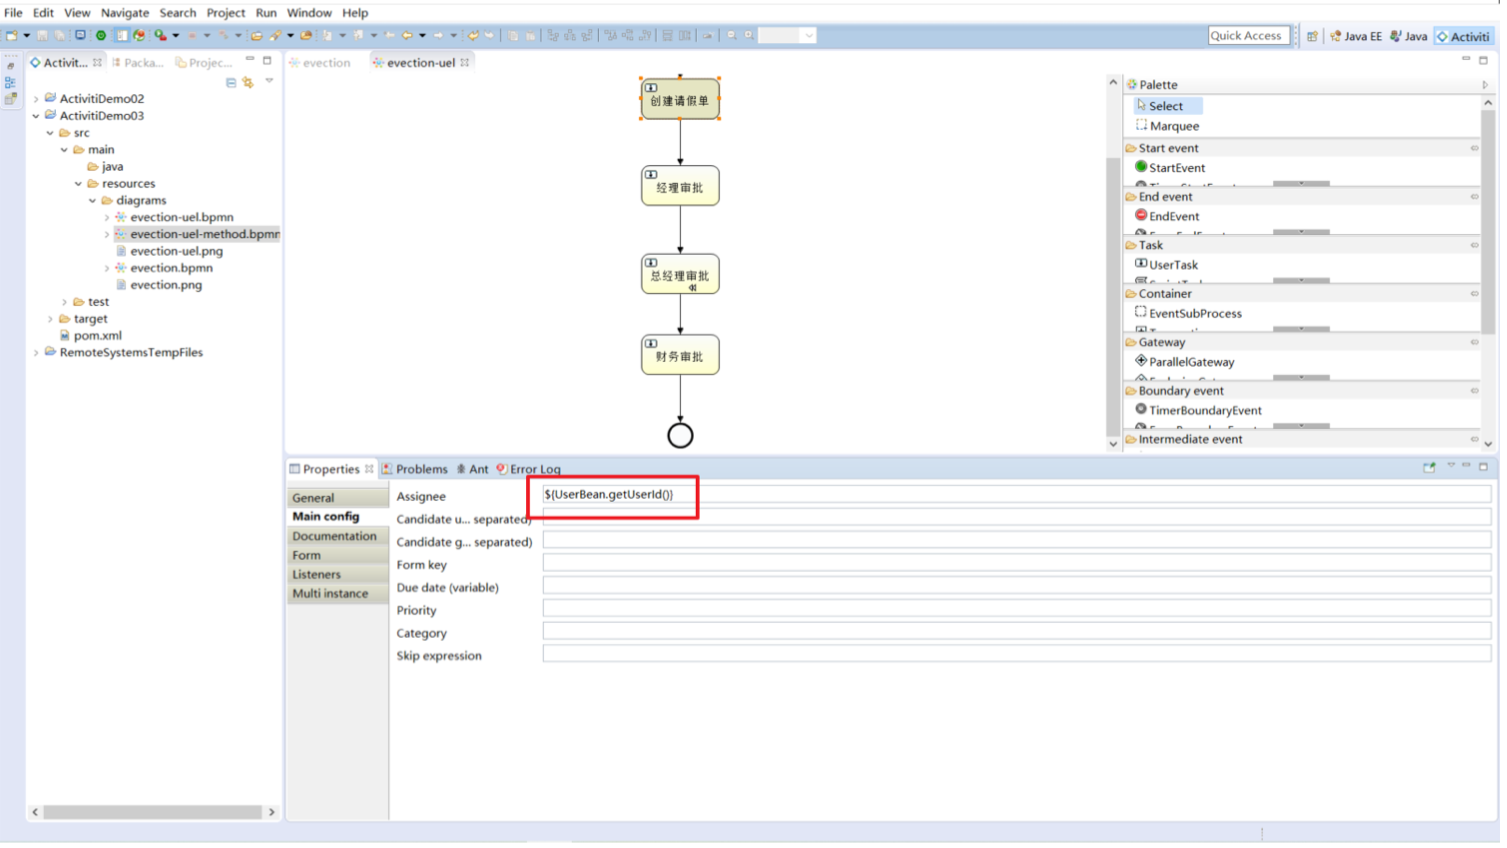 File Edit View Navigate Search Project Run Window Help
Quick Access
Java EE
Java
Activiti
Activit...
Packa...
Projec...
ActivitiDemo02
ActivitiDemo03
src
main
java
resources
diagrams
evection-uel.bpmn
evection-uel-method.bpmn
evection-uel.png
evection.bpmn
evection.png
test
target
pom.xml
RemoteSystemsTempFiles
evection
evection-uel
创建请假单
经理审批
总经理审批
财务审批
Palette
Select
Marquee
Start event
StartEvent
End event
EndEvent
Task
UserTask
Container
EventSubProcess
Gateway
ParallelGateway
Boundary event
TimerBoundaryEvent
Intermediate event
Properties
Problems
Ant
Error Log
General
Main config
Documentation
Form
Listeners
Multi instance
Assignee
${UserBean.getUserId()}
Candidate u... separated)
Candidate g... separated)
Form key
Due date (variable)
Priority
Category
Skip expression